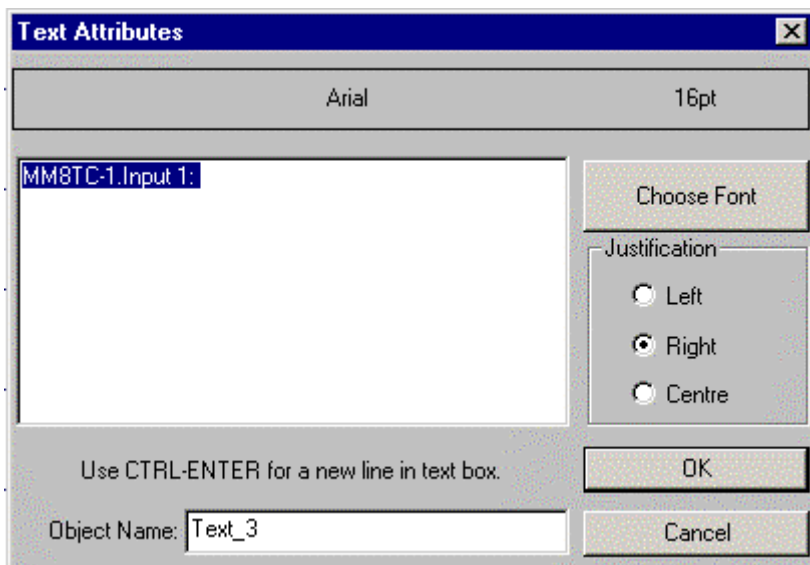 Text Attributes
Arial 16pt
MM8TC-1.Input 1:
Choose Font
Justification
Left
Right
Centre
Use CTRL-ENTER for a new line in text box.
OK
Object Name: Text_3
Cancel